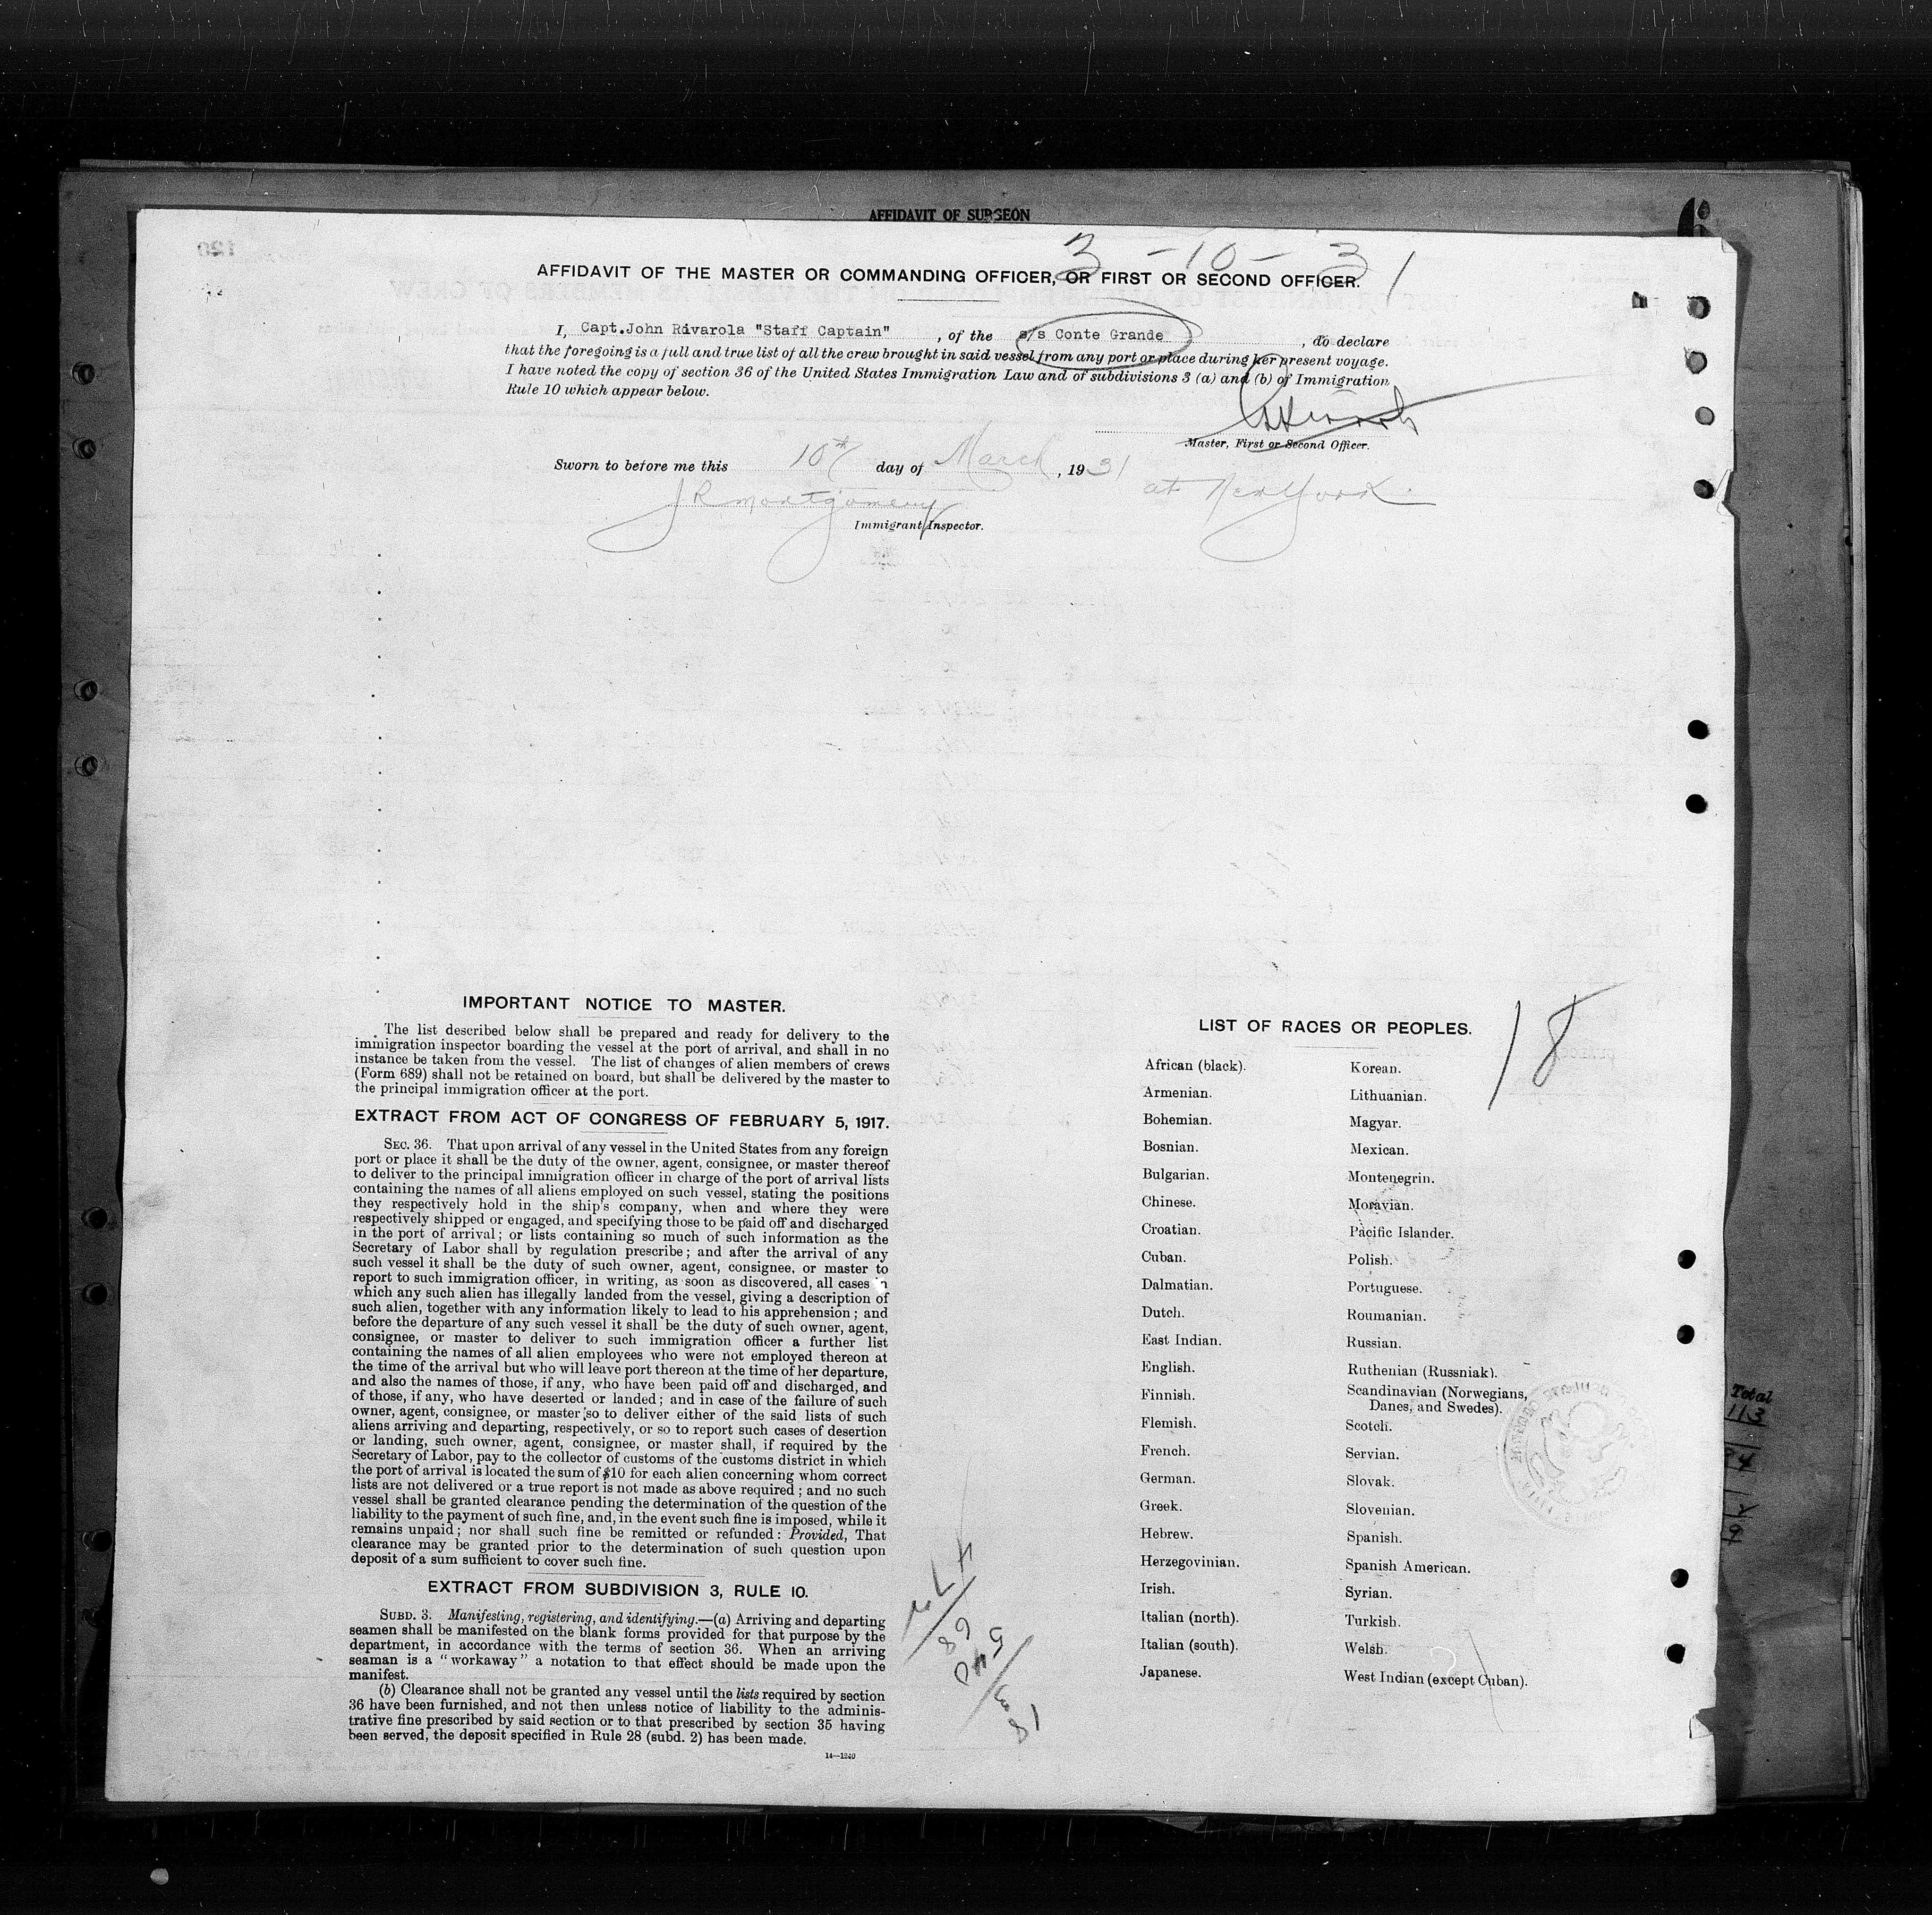 AFFIDAVIT OF SURGEON
3-10-31
AFFIDAVIT OF THE MASTER OR COMMANDING OFFICER, OR FIRST OR SECOND OFFICER.
I, Capt.John Rivarola "Staff Captain", of the s/s Conte Grande, do declare
that the foregoing is a full and true list of all the crew brought in said vessel from any port or place during her present voyage.
I have noted the copy of section 36 of the United States Immigration Law and of subdivisions 3 (a) and (b) of Immigration
Rule 10 which appear below.
Master, First or Second Officer.
Sworn to before me this 10th day of March, 1931 at New York
J R Montgomery
Immigrant Inspector.
IMPORTANT NOTICE TO MASTER.
The list described below shall be prepared and ready for delivery to the
immigration inspector boarding the vessel at the port of arrival, and shall in no
instance be taken from the vessel. The list of changes of alien members of crews
(Form 689) shall not be retained on board, but shall be delivered by the master to
the principal immigration officer at the port.
EXTRACT FROM ACT OF CONGRESS OF FEBRUARY 5, 1917.
SEC. 36. That upon arrival of any vessel in the United States from any foreign
port or place it shall be the duty of the owner, agent, consignee, or master thereof
to deliver to the principal immigration officer in charge of the port of arrival lists
containing the names of all aliens employed on such vessel, stating the positions
they respectively hold in the ship's company, when and where they were
respectively shipped or engaged, and specifying those to be paid off and discharged
in the port of arrival; or lists containing so much of such information as the
Secretary of Labor shall by regulation prescribe; and after the arrival of any
such vessel it shall be the duty of such owner, agent, consignee, or master to
report to such immigration officer, in writing, as soon as discovered, all cases in
which any such alien has illegally landed from the vessel, giving a description of
such alien, together with any information likely to lead to his apprehension; and
before the departure of any such vessel it shall be the duty of such owner, agent,
consignee, or master to deliver to such immigration officer a further list
containing the names of all alien employees who were not employed thereon at
the time of the arrival but who will leave port thereon at the time of her departure,
and also the names of those, if any, who have been paid off and discharged, and
of those, if any, who have deserted or landed; and in case of the failure of such
owner, agent, consignee, or master so to deliver either of the said lists of such
aliens arriving and departing, respectively, or so to report such cases of desertion
or landing, such owner, agent, consignee, or master shall, if required by the
Secretary of Labor, pay to the collector of customs of the customs district in which
the port of arrival is located the sum of $10 for each alien concerning whom correct
lists are not delivered or a true report is not made as above required; and no such
vessel shall be granted clearance pending the determination of the question of the
liability to the payment of such fine, and, in the event such fine is imposed, while it
remains unpaid; nor shall such fine be remitted or refunded: Provided, That
clearance may be granted prior to the determination of such question upon
deposit of a sum sufficient to cover such fine.
EXTRACT FROM SUBDIVISION 3, RULE 10.
SUBD. 3. Manifesting, registering, and identifying.—(a) Arriving and departing
seamen shall be manifested on the blank forms provided for that purpose by the
department, in accordance with the terms of section 36. When an arriving
seaman is a "workaway" a notation to that effect should be made upon the
manifest.
(b) Clearance shall not be granted any vessel until the lists required by section
36 have been furnished, and not then unless notice of liability to the adminis-
trative fine prescribed by said section or to that prescribed by section 35 having
been served, the deposit specified in Rule 28 (subd. 2) has been made.
14—1240
LIST OF RACES OR PEOPLES.
18
African (black).
Armenian.
Bohemian.
Bosnian.
Bulgarian.
Chinese.
Croatian.
Cuban.
Dalmatian.
Dutch.
East Indian.
English.
Finnish.
Flemish.
French.
German.
Greek.
Hebrew.
Herzegovinian.
Irish.
Italian (north).
Italian (south).
Japanese.
Korean.
Lithuanian.
Magyar.
Mexican.
Montenegrin.
Moravian.
Pacific Islander.
Polish.
Portuguese.
Roumanian.
Russian.
Ruthenian (Russniak).
Scandinavian (Norwegians,
Danes, and Swedes).
Scotch.
Servian.
Slovak.
Slovenian.
Spanish.
Spanish American.
Syrian.
Turkish.
Welsh.
West Indian (except Cuban).
Total
113